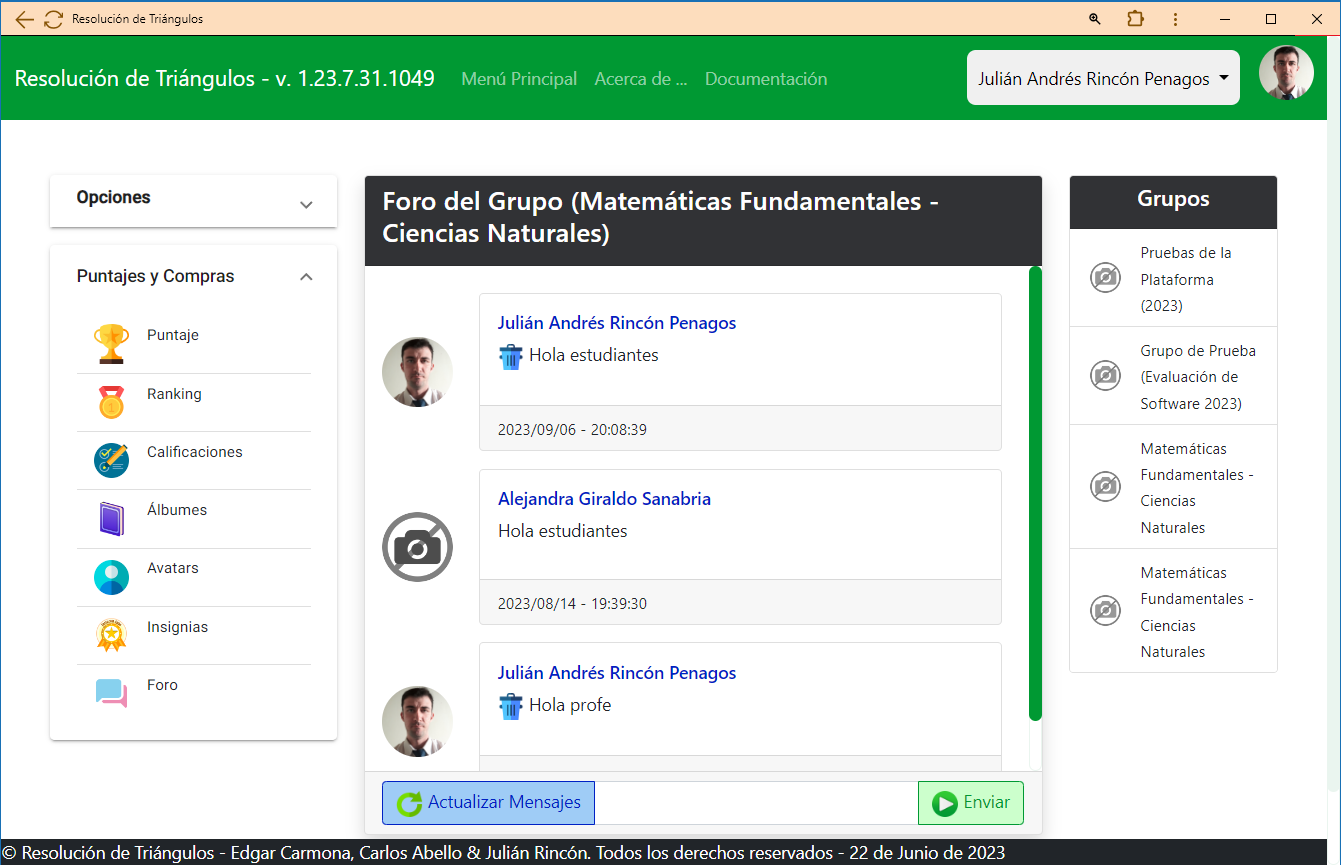 Resolución de Triángulos
Resolución de Triángulos - v. 1.23.7.31.1049
Menú Principal
Acerca de ...
Documentación
Julián Andrés Rincón Penagos
Opciones
Puntajes y Compras
Puntaje
Ranking
Calificaciones
Álbumes
Avatars
Insignias
Foro
Foro del Grupo (Matemáticas Fundamentales -
Ciencias Naturales)
Julián Andrés Rincón Penagos
Hola estudiantes
2023/09/06 - 20:08:39
Alejandra Giraldo Sanabria
Hola estudiantes
2023/08/14 - 19:39:30
Julián Andrés Rincón Penagos
Hola profe
Actualizar Mensajes
Enviar
Grupos
Pruebas de la
Plataforma
(2023)
Grupo de Prueba
(Evaluación de
Software 2023)
Matemáticas
Fundamentales -
Ciencias
Naturales
Matemáticas
Fundamentales -
Ciencias
Naturales
© Resolución de Triángulos - Edgar Carmona, Carlos Abello & Julián Rincón. Todos los derechos reservados - 22 de Junio de 2023